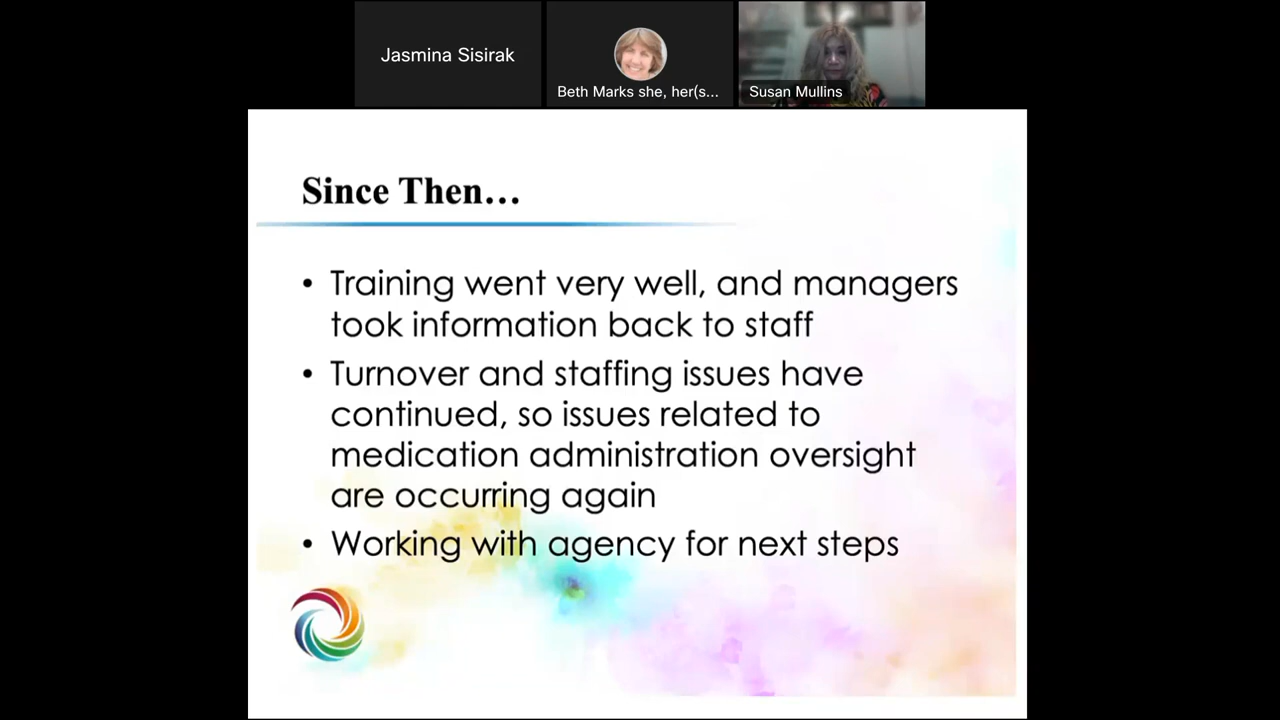 Jasmina Sisirak
Beth Marks she, her(s...
Susan Mullins
Since Then…
• Training went very well, and managers
took information back to staff
• Turnover and staffing issues have
continued, so issues related to
medication administration oversight
are occurring again
• Working with agency for next steps